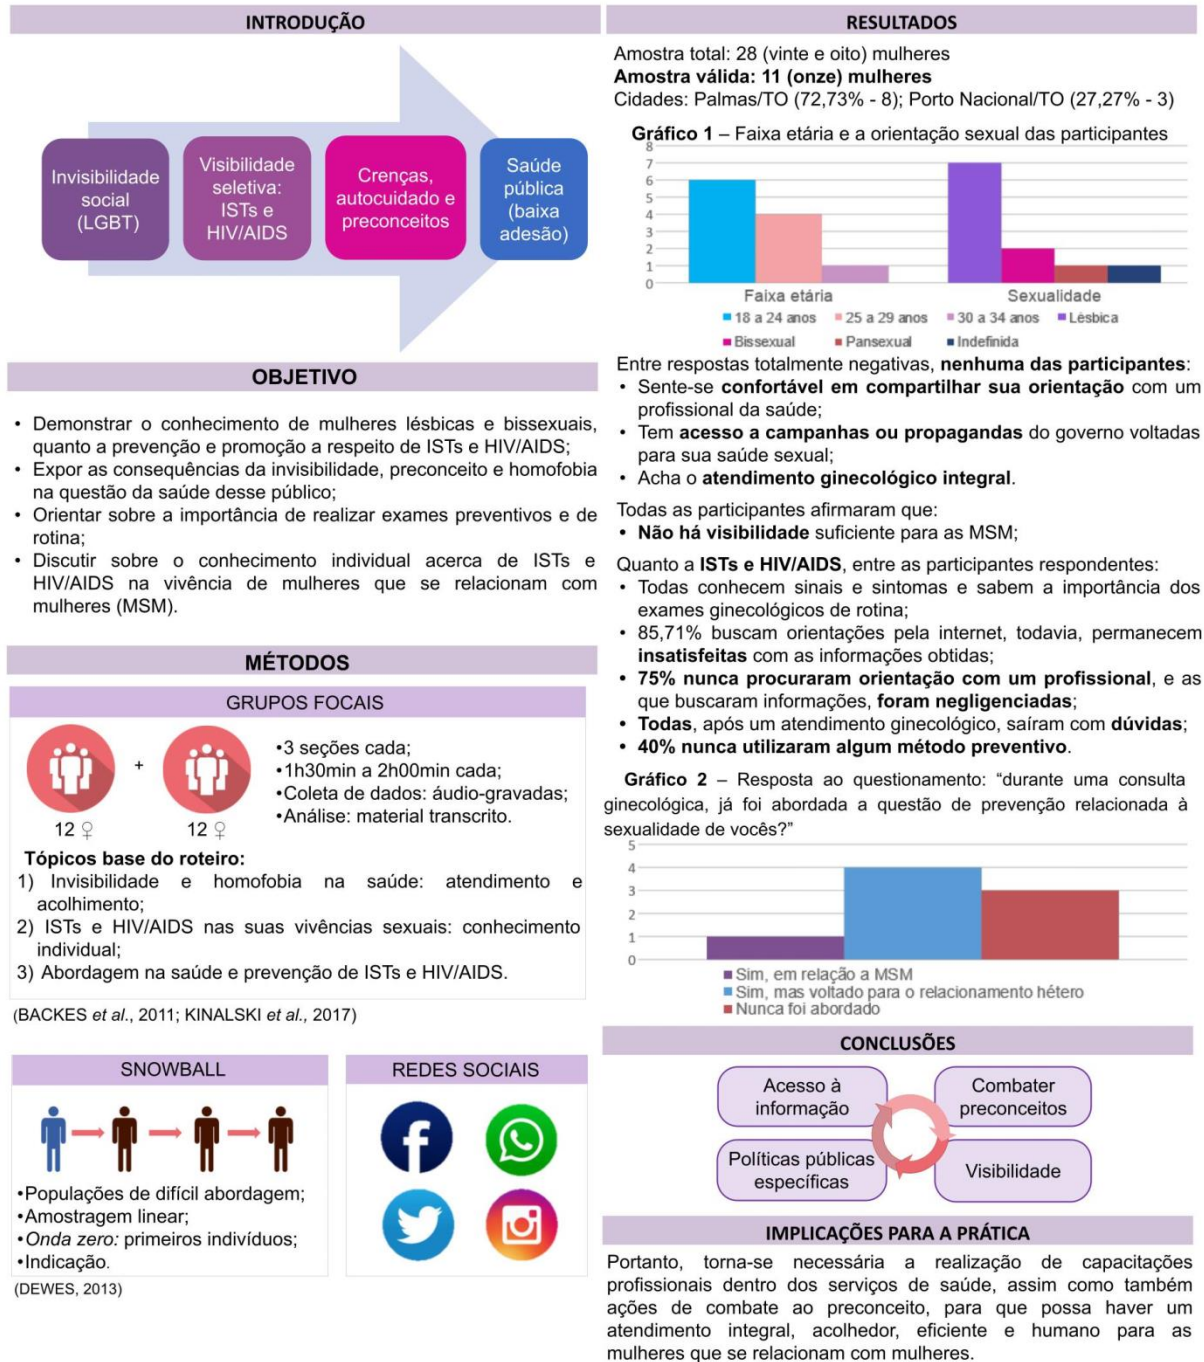 INTRODUÇÃO
Invisibilidade
social
(LGBT)
Visibilidade
seletiva:
ISTs e
HIV/AIDS
Crenças,
autocuidado e
preconceitos
Saúde
pública
(baixa
adesão)
OBJETIVO
• Demonstrar o conhecimento de mulheres lésbicas e bissexuais,
quanto a prevenção e promoção a respeito de ISTs e HIV/AIDS;
• Expor as consequências da invisibilidade, preconceito e homofobia
na questão da saúde desse público;
• Orientar sobre a importância de realizar exames preventivos e de
rotina;
• Discutir sobre o conhecimento individual acerca de ISTs e
HIV/AIDS na vivência de mulheres que se relacionam com
mulheres (MSM).
MÉTODOS
GRUPOS FOCAIS
12 ♀
+
12 ♀
•3 seções cada;
•1h30min a 2h00min cada;
•Coleta de dados: áudio-gravadas;
•Análise: material transcrito.
Tópicos base do roteiro:
1) Invisibilidade e homofobia na saúde: atendimento e
acolhimento;
2) ISTs e HIV/AIDS nas suas vivências sexuais: conhecimento
individual;
3) Abordagem na saúde e prevenção de ISTs e HIV/AIDS.
(BACKES et al., 2011; KINALSKI et al., 2017)
SNOWBALL
•Populações de difícil abordagem;
•Amostragem linear;
•Onda zero: primeiros indivíduos;
•Indicação.
(DEWES, 2013)
REDES SOCIAIS
RESULTADOS
Amostra total: 28 (vinte e oito) mulheres
Amostra válida: 11 (onze) mulheres
Cidades: Palmas/TO (72,73% - 8); Porto Nacional/TO (27,27% - 3)
Gráfico 1 – Faixa etária e a orientação sexual das participantes
8
7
6
5
4
3
2
1
0
Faixa etária
Sexualidade
18 a 24 anos
25 a 29 anos
30 a 34 anos
Lésbica
Bissexual
Pansexual
Indefinida
Entre respostas totalmente negativas, nenhuma das participantes:
• Sente-se confortável em compartilhar sua orientação com um
profissional da saúde;
• Tem acesso a campanhas ou propagandas do governo voltadas
para sua saúde sexual;
• Acha o atendimento ginecológico integral.
Todas as participantes afirmaram que:
• Não há visibilidade suficiente para as MSM;
Quanto a ISTs e HIV/AIDS, entre as participantes respondentes:
• Todas conhecem sinais e sintomas e sabem a importância dos
exames ginecológicos de rotina;
• 85,71% buscam orientações pela internet, todavia, permanecem
insatisfeitas com as informações obtidas;
• 75% nunca procuraram orientação com um profissional, e as
que buscaram informações, foram negligenciadas;
• Todas, após um atendimento ginecológico, saíram com dúvidas;
• 40% nunca utilizaram algum método preventivo.
Gráfico 2 – Resposta ao questionamento: “durante uma consulta
ginecológica, já foi abordada a questão de prevenção relacionada à
sexualidade de vocês?”
5
4
3
2
1
0
Sim, em relação a MSM
Sim, mas voltado para o relacionamento hétero
Nunca foi abordado
CONCLUSÕES
Acesso à
informação
Combater
preconceitos
Políticas públicas
específicas
Visibilidade
IMPLICAÇÕES PARA A PRÁTICA
Portanto, torna-se necessária a realização de capacitações
profissionais dentro dos serviços de saúde, assim como também
ações de combate ao preconceito, para que possa haver um
atendimento integral, acolhedor, eficiente e humano para as
mulheres que se relacionam com mulheres.